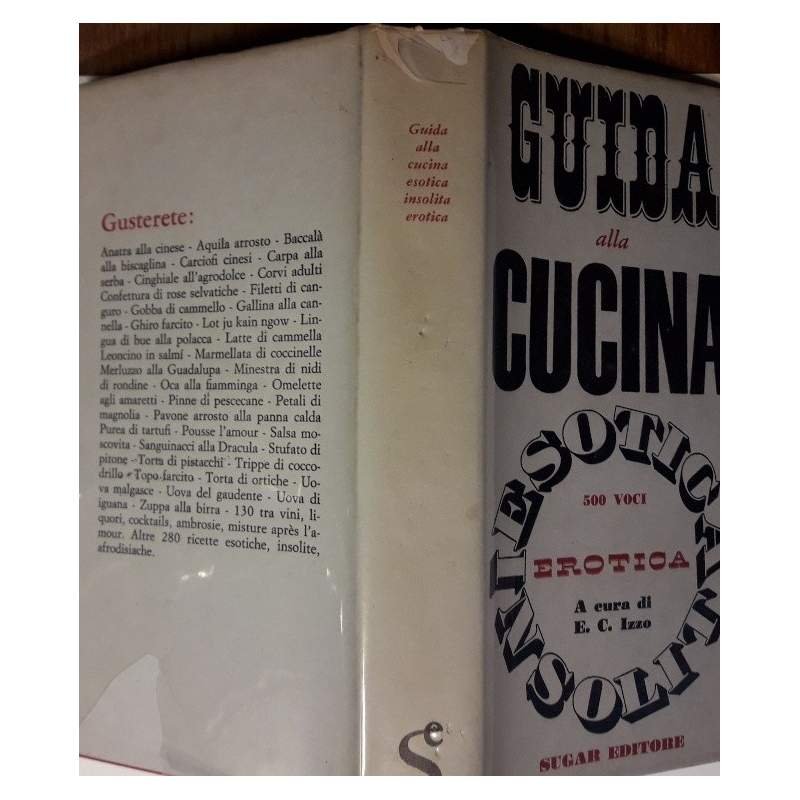 Gusterete:
Anatra alla cinese - Aquila arrosto - Baccalà
alla biscaglina - Carciofi cinesi - Carpa alla
serba - Cinghiale all'agrodolce - Corvi adulti
Confettura di rose selvatiche - Filetti di can-
guro - Gobba di cammello - Gallina alla can-
nella - Ghiro farcito - Lot ju kain ngow - Lin-
gua di bue alla polacca - Latte di cammella
Leoncino in salmì - Marmellata di coccinelle
Merluzzo alla Guadalupa - Minestra di nidi
di rondine - Oca alla fiamminga - Omelette
agli amaretti - Pinne di pescecane - Petali di
magnolia - Pavone arrosto alla panna calda
Purea di tartufi - Pousse l'amour - Salsa mo-
scovita - Sanguinacci alla Dracula - Stufato di
pitone - Torta di pistacchi - Trippe di cocco-
drillo - Topo farcito - Torta di ortiche - Uo-
va malgasce - Uova del gaudente - Uova di
iguana - Zuppa alla birra - 130 tra vini, li-
quori, cocktails, ambrosie, misture après l'a-
mour. Altre 280 ricette esotiche, insolite,
afrodisiache.
Guida
alla
cucina
esotica
insolita
erotica
GUIDA
alla
CUCINA
ESOTICA
INSOLITA E
500 VOCI
EROTICA
A cura di
E. C. Izzo
SUGAR EDITORE